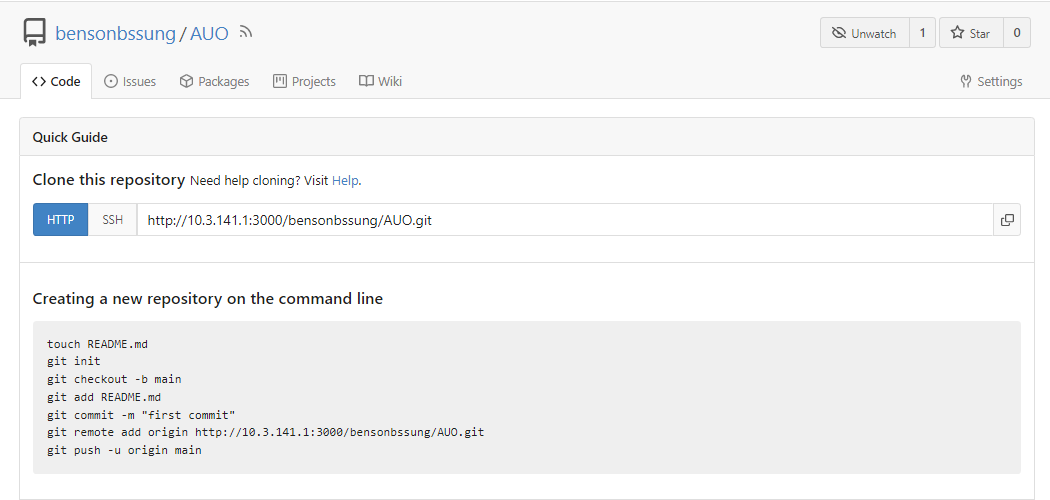 bensonbssung / AUO
Unwatch 1 Star 0
Code Issues Packages Projects Wiki Settings
Quick Guide
Clone this repository Need help cloning? Visit Help.
HTTP SSH http://10.3.141.1:3000/bensonbssung/AUO.git
Creating a new repository on the command line
touch README.md
git init
git checkout -b main
git add README.md
git commit -m "first commit"
git remote add origin http://10.3.141.1:3000/bensonbssung/AUO.git
git push -u origin main